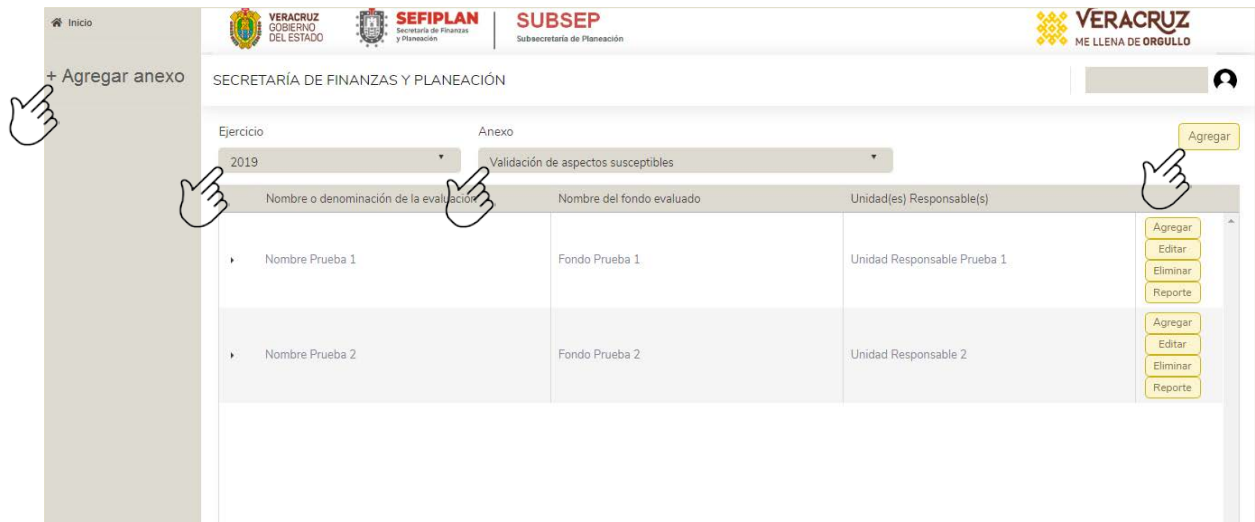 Inicio
VERACRUZ
GOBIERNO
DEL ESTADO
SEFIPLAN
Secretaría de Finanzas
y Planeación
SUBSEP
Subsecretaría de Planeación
VERACRUZ
ME LLENA DE ORGULLO
+ Agregar anexo
SECRETARÍA DE FINANZAS Y PLANEACIÓN
Ejercicio
Anexo
Agregar
2019
Validación de aspectos susceptibles
Nombre o denominación de la evaluación
Nombre del fondo evaluado
Unidad(es) Responsable(s)
Nombre Prueba 1
Fondo Prueba 1
Unidad Responsable Prueba 1
Agregar
Editar
Eliminar
Reporte
Nombre Prueba 2
Fondo Prueba 2
Unidad Responsable 2
Agregar
Editar
Eliminar
Reporte